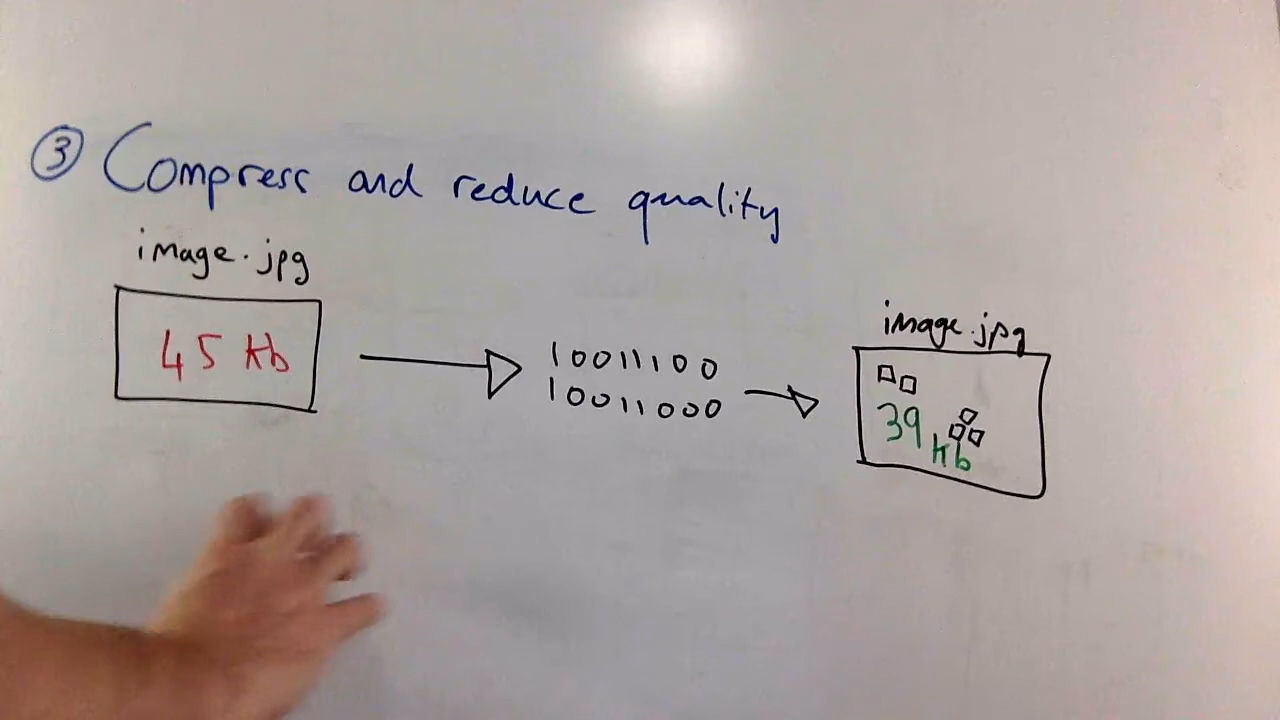 ③ Compress and reduce quality
image.jpg
45 kb
10011100
10011000
image.jpg
39 kb